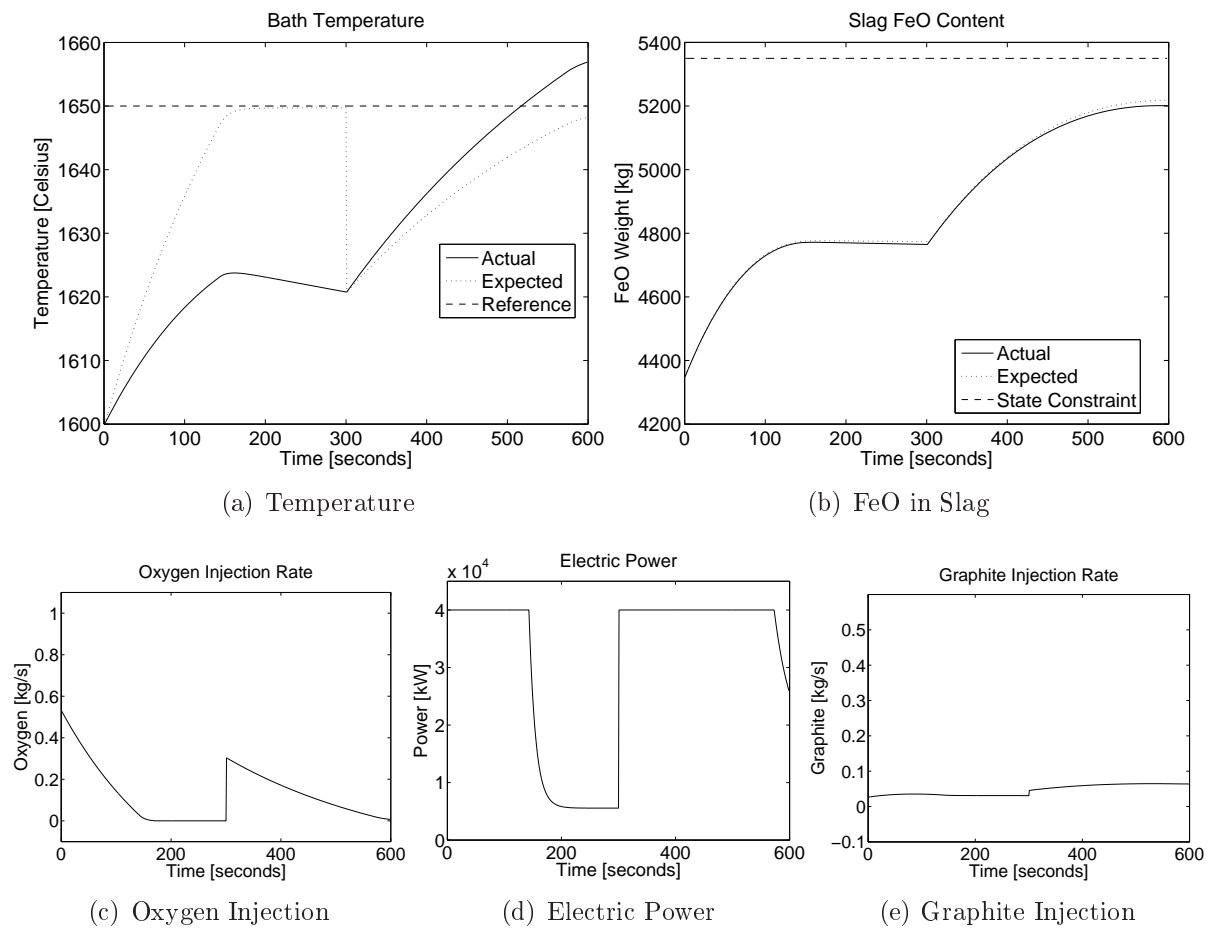 Bath Temperature
1660
1650
1640
1630
1620
1610
1600
0 100 200 300 400 500 600
Temperature [Celsius]
Time [seconds]
Actual
Expected
Reference
(a) Temperature
Slag FeO Content
5400
5200
5000
4800
4600
4400
4200
0 100 200 300 400 500 600
FeO Weight [kg]
Time [seconds]
Actual
Expected
State Constraint
(b) FeO in Slag
Oxygen Injection Rate
1
0.8
0.6
0.4
0.2
0
0 200 400 600
Oxygen [kg/s]
Time [seconds]
(c) Oxygen Injection
Electric Power
x 10^4
4
3
2
1
0
0 200 400 600
Power [kW]
Time [seconds]
(d) Electric Power
Graphite Injection Rate
0.5
0.4
0.3
0.2
0.1
0
−0.1
0 200 400 600
Graphite [kg/s]
Time [seconds]
(e) Graphite Injection